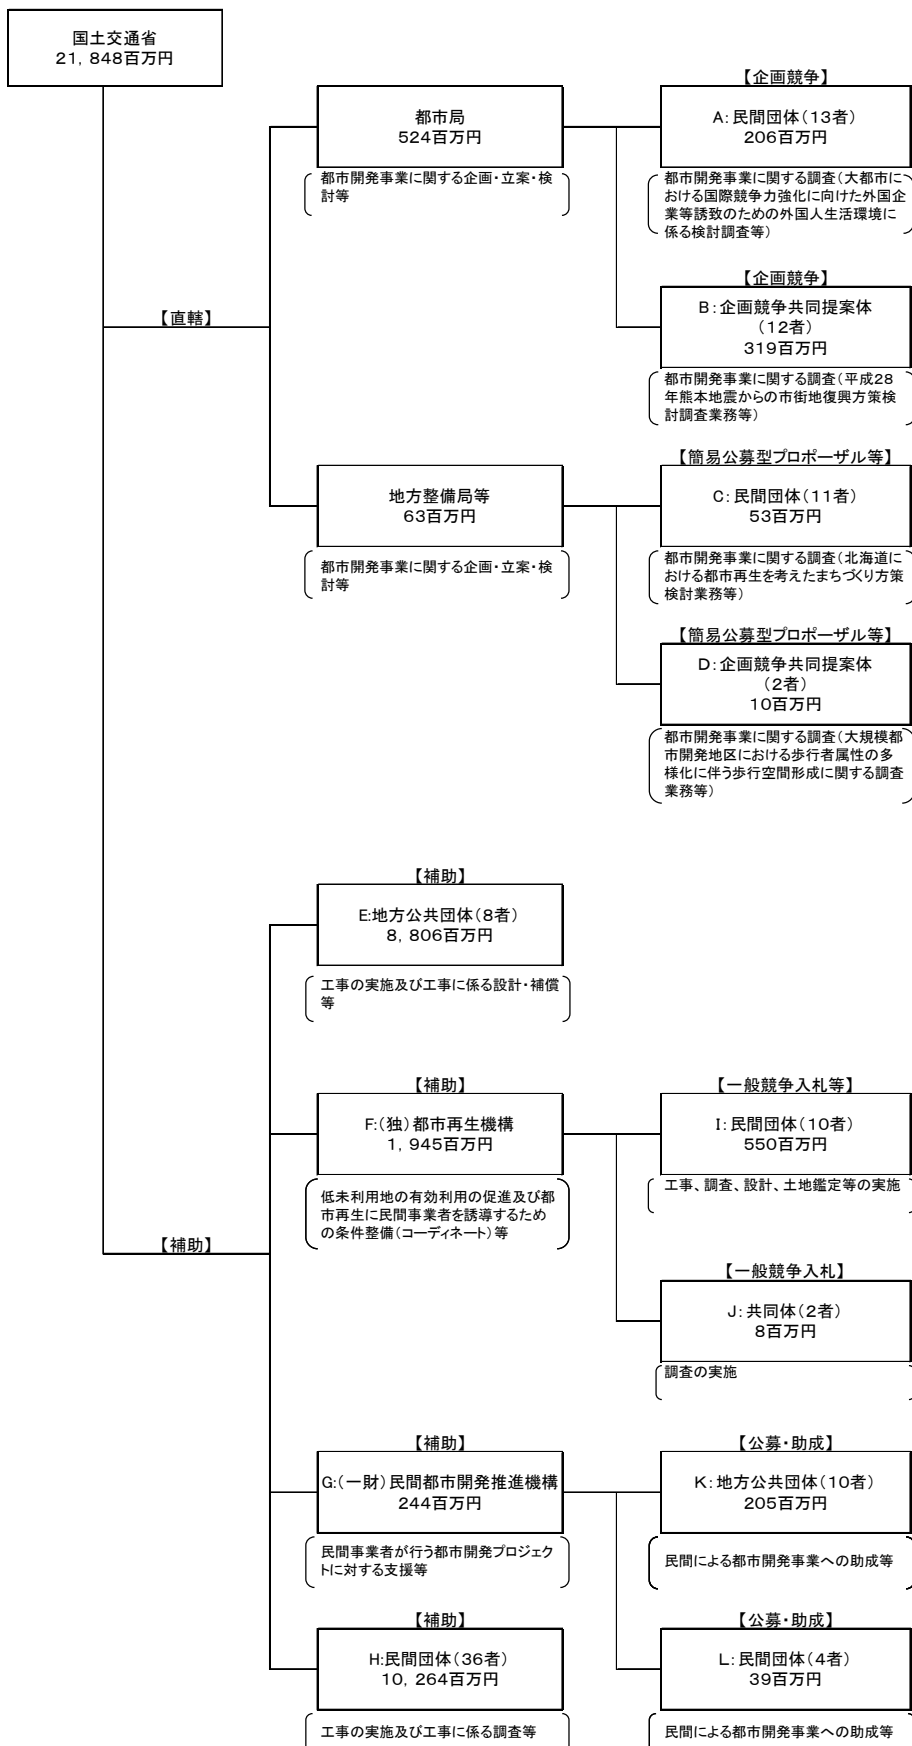 国土交通省
21,848百万円
【直轄】
都市局
524百万円
都市開発事業に関する企画・立案・検
討等
【企画競争】
A:民間団体(13者)
206百万円
都市開発事業に関する調査(大都市に
おける国際競争力強化に向けた外国企
業等誘致のための外国人生活環境に
係る検討調査等)
【企画競争】
B:企画競争共同提案体
(12者)
319百万円
都市開発事業に関する調査(平成28
年熊本地震からの市街地復興方策検
討調査業務等)
地方整備局等
63百万円
都市開発事業に関する企画・立案・検
討等
【簡易公募型プロポーザル等】
C:民間団体(11者)
53百万円
都市開発事業に関する調査(北海道に
おける都市再生を考えたまちづくり方策
検討業務等)
【簡易公募型プロポーザル等】
D:企画競争共同提案体
(2者)
10百万円
都市開発事業に関する調査(大規模都
市開発地区における歩行者属性の多
様化に伴う歩行空間形成に関する調査
業務等)
【補助】
【補助】
E:地方公共団体(8者)
8,806百万円
工事の実施及び工事に係る設計・補償
等
【補助】
F:(独)都市再生機構
1,945百万円
低未利用地の有効利用の促進及び都
市再生に民間事業者を誘導するため
の条件整備(コーディネート)等
【一般競争入札等】
I:民間団体(10者)
550百万円
工事、調査、設計、土地鑑定等の実施
【一般競争入札】
J:共同体(2者)
8百万円
調査の実施
【補助】
G:(一財)民間都市開発推進機構
244百万円
民間事業者が行う都市開発プロジェク
トに対する支援等
【公募・助成】
K:地方公共団体(10者)
205百万円
民間による都市開発事業への助成等
【補助】
H:民間団体(36者)
10,264百万円
工事の実施及び工事に係る調査等
【公募・助成】
L:民間団体(4者)
39百万円
民間による都市開発事業への助成等